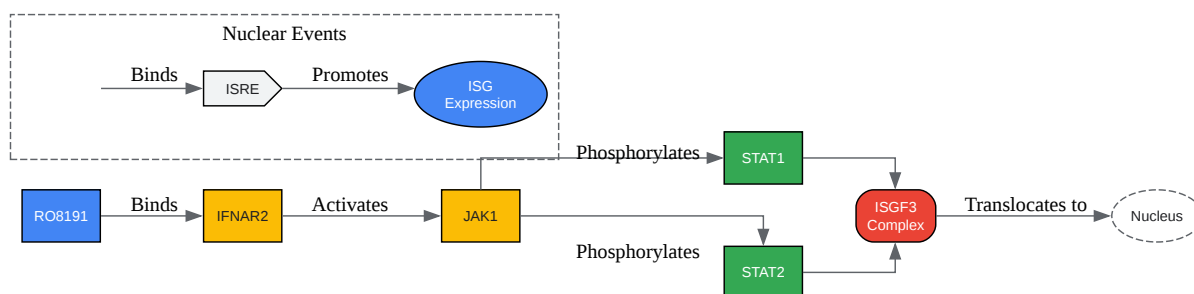 Nuclear Events
Binds
ISRE
Promotes
ISG
Expression
Phosphorylates
STAT1
RO8191
Binds
IFNAR2
Activates
JAK1
ISGF3
Complex
Translocates to
Nucleus
Phosphorylates
STAT2